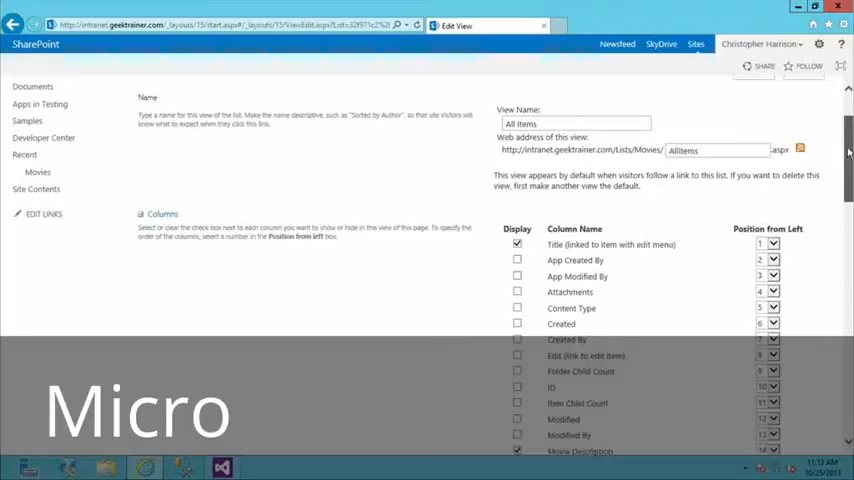 http://intranet.geektrainer.com/_layouts/15/start.aspx#/_layouts/15/ViewEdit.aspx?List=32f971c2%2
Edit View
SharePoint
Newsfeed
SkyDrive
Sites
Christopher Harrison
SHARE
FOLLOW
Documents
Apps in Testing
Samples
Developer Center
Recent
Movies
Site Contents
EDIT LINKS
Name
Type a name for this view of the list. Make the name descriptive, such as "Sorted by Author", so that site visitors will
know what to expect when they click this link.
View Name:
All Items
Web address of this view:
http://intranet.geektrainer.com/Lists/Movies/ AllItems .aspx
This view appears by default when visitors follow a link to this list. If you want to delete this
view, first make another view the default.
Columns
Select or clear the check box next to each column you want to show or hide in this view of this page. To specify the
order of the columns, select a number in the Position from left box.
Display Column Name Position from Left
Title (linked to item with edit menu) 1
App Created By 2
App Modified By 3
Attachments 4
Content Type 5
Created 6
Created By 7
Edit (link to edit item) 8
Folder Child Count 9
ID 10
Item Child Count 11
Modified 12
Modified By 13
Movie Description 14
Micro
11:13 AM
10/25/2013